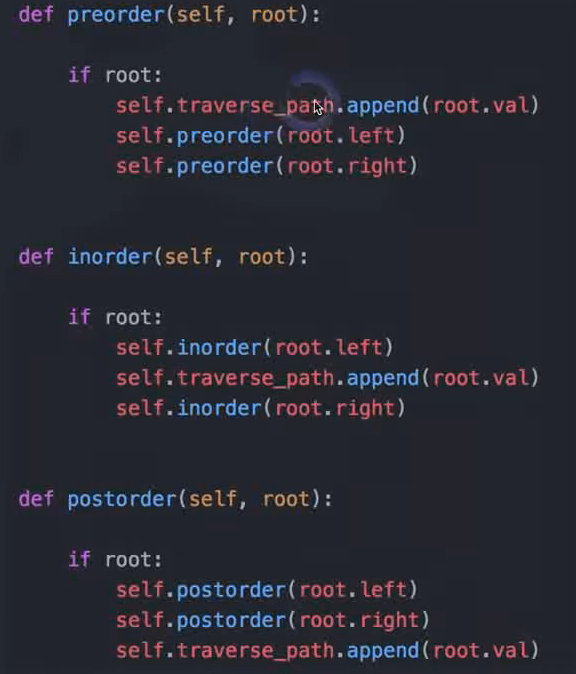 def preorder(self, root):
if root:
self.traverse_path.append(root.val)
self.preorder(root.left)
self.preorder(root.right)
def inorder(self, root):
if root:
self.inorder(root.left)
self.traverse_path.append(root.val)
self.inorder(root.right)
def postorder(self, root):
if root:
self.postorder(root.left)
self.postorder(root.right)
self.traverse_path.append(root.val)